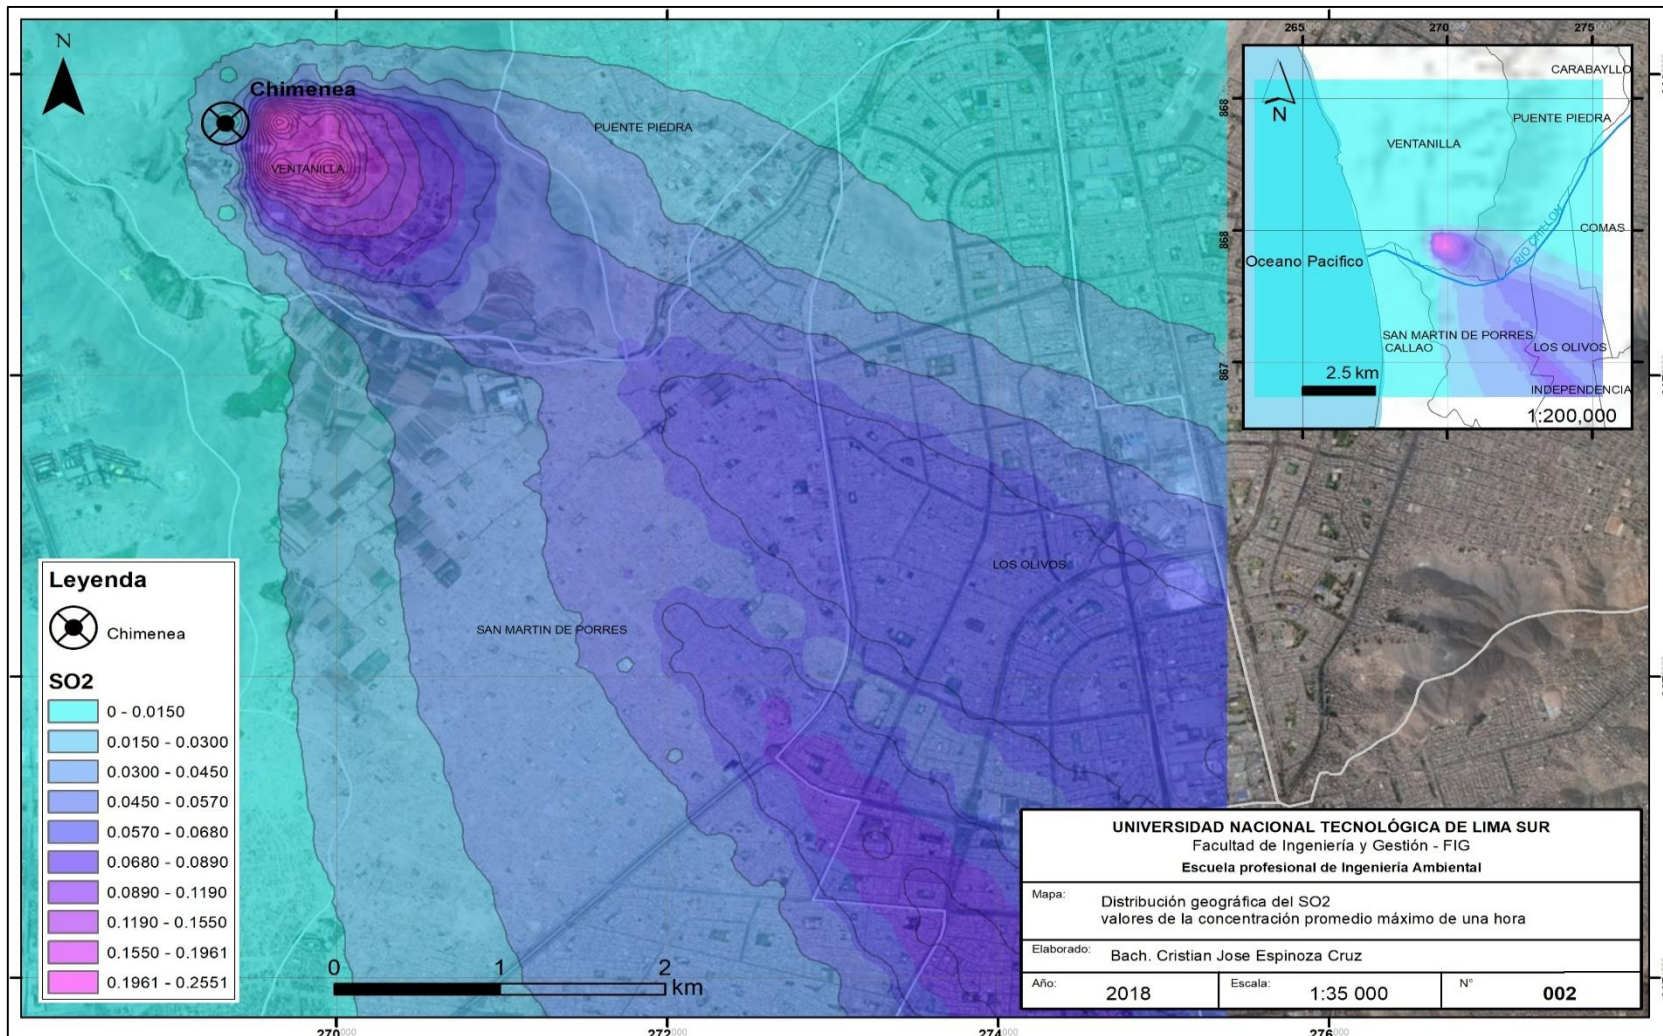 N
Chimenea
PUENTE PIEDRA
VENTANILLA
LOS OLIVOS
SAN MARTIN DE PORRES
Leyenda
Chimenea
SO2
0 - 0.0150
0.0150 - 0.0300
0.0300 - 0.0450
0.0450 - 0.0570
0.0570 - 0.0680
0.0680 - 0.0890
0.0890 - 0.1190
0.1190 - 0.1550
0.1550 - 0.1961
0.1961 - 0.2551
0 1 2
km
270000 272000 274000 276000
265000 270000 275000
868
868
867
N
CARABAYLLO
PUENTE PIEDRA
VENTANILLA
COMAS
RIO CHILLON
Oceano Pacifico
SAN MARTIN DE PORRES
CALLAO
LOS OLIVOS
INDEPENDENCIA
2.5 km
1:200,000
UNIVERSIDAD NACIONAL TECNOLÓGICA DE LIMA SUR
Facultad de Ingeniería y Gestión - FIG
Escuela profesional de Ingeniería Ambiental
Mapa: Distribución geográfica del SO2
valores de la concentración promedio máximo de una hora
Elaborado: Bach. Cristian Jose Espinoza Cruz
Año: 2018 Escala: 1:35 000 N° 002